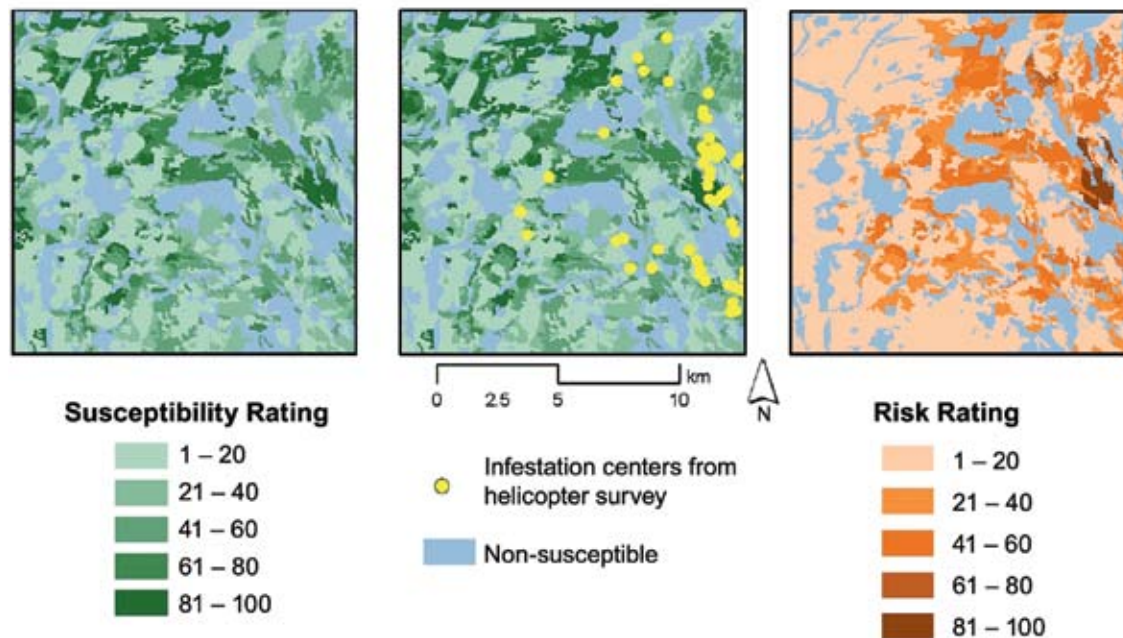 km
0 2.5 5 10
N
Susceptibility Rating
1 – 20
21 – 40
41 – 60
61 – 80
81 – 100
Infestation centers from
helicopter survey
Non-susceptible
Risk Rating
1 – 20
21 – 40
41 – 60
61 – 80
81 – 100